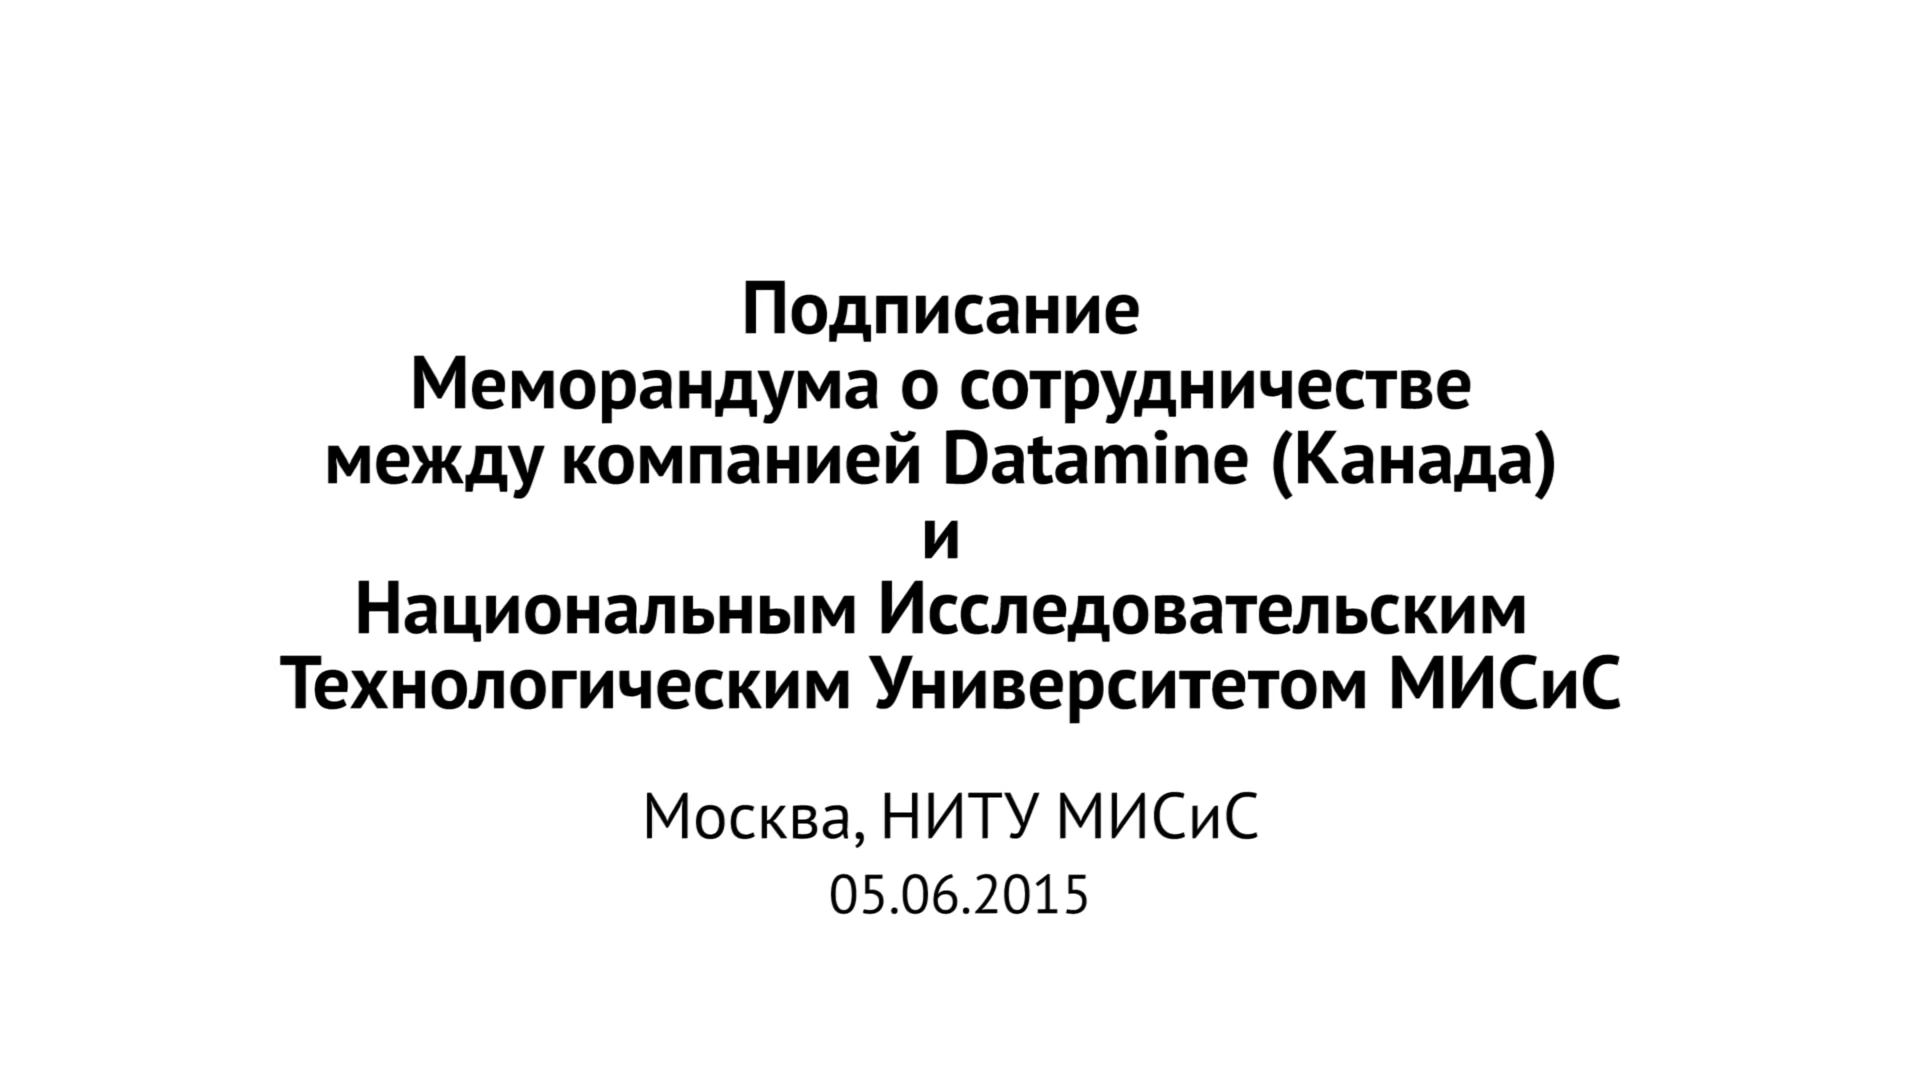 Подписание
Меморандума о сотрудничестве
между компанией Datamine (Канада)
и
Национальным Исследовательским
Технологическим Университетом МИСиС
Москва, НИТУ МИСиС
05.06.2015